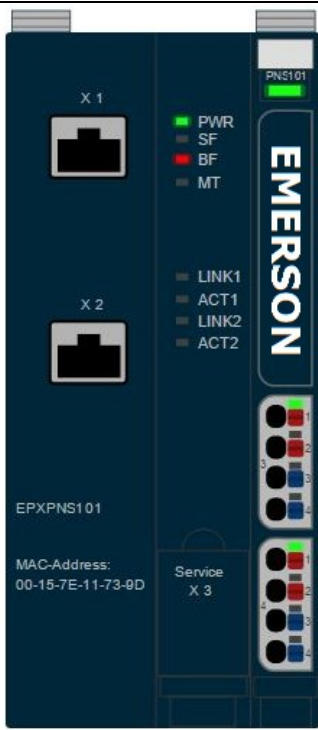 PNS101
X 1
PWR
SF
BF
MT
EMERSON
LINK1
ACT1
LINK2
ACT2
X 2
1
2
3
3
4
EPXPNS101
MAC-Address:
00-15-7E-11-73-9D
Service
X 3
1
2
4
3
4